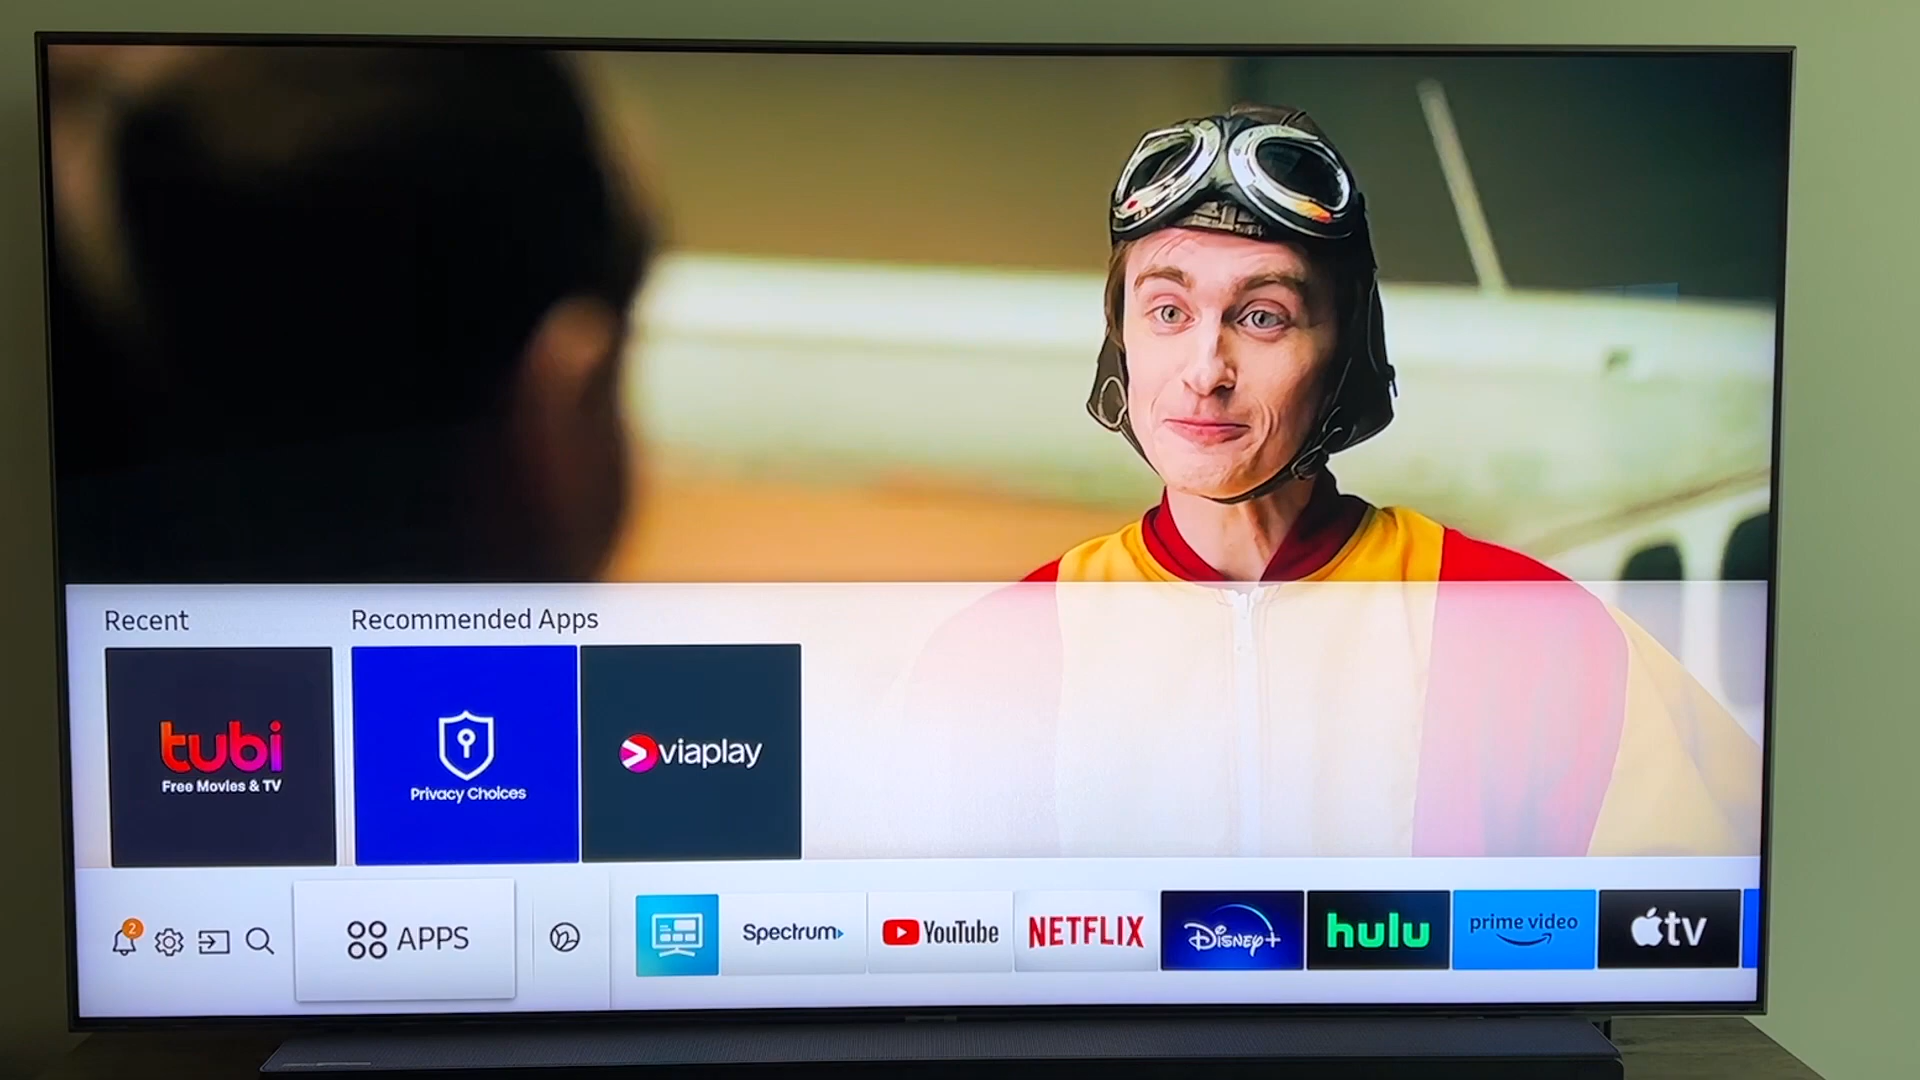 Recent
Recommended Apps
tubi
Free Movies & TV
Privacy Choices
viaplay
2
APPS
Spectrum
YouTube
NETFLIX
Disney+
hulu
prime video
tv